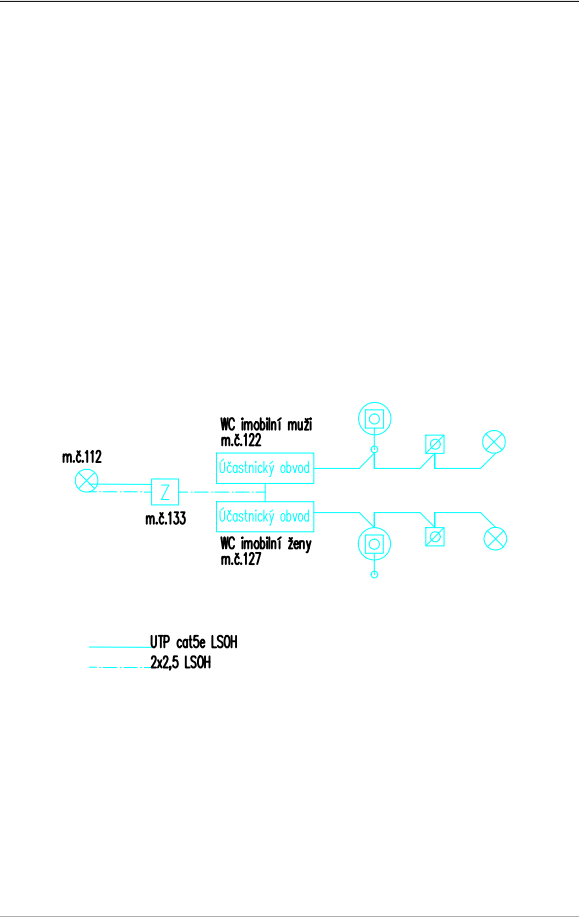 WC imobilní muži
m.č.122
m.č.112
Účastnický obvod
Z
Účastnický obvod
m.č.133
WC imobilní ženy
m.č.127
UTP cat5e LSOH
2x2,5 LSOH